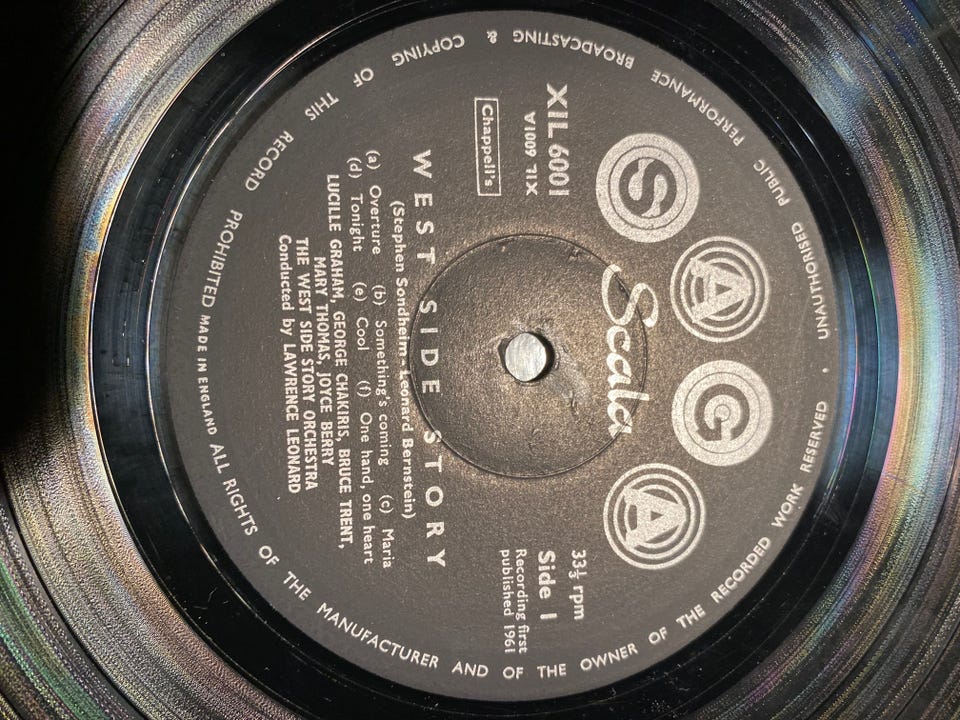 UNAUTHORISED PUBLIC PERFORMANCE BROADCASTING & COPYING OF THIS RECORD PROHIBITED
MADE IN ENGLAND
ALL RIGHTS OF THE MANUFACTURER AND OF THE OWNER OF THE RECORDED WORK RESERVED •
S A G A
Scala
XIL 6001
XIL 6001A
Chappell's
33⅓ rpm
Side 1
Recording first
published 1961
WEST SIDE STORY
(Stephen Sondheim - Leonard Bernstein)
(a) Overture (b) Something's coming (c) Maria
(d) Tonight (e) Cool (f) One hand, one heart
LUCILLE GRAHAM, GEORGE CHAKIRIS, BRUCE TRENT,
MARY THOMAS, JOYCE BERRY
THE WEST SIDE STORY ORCHESTRA
Conducted by LAWRENCE LEONARD